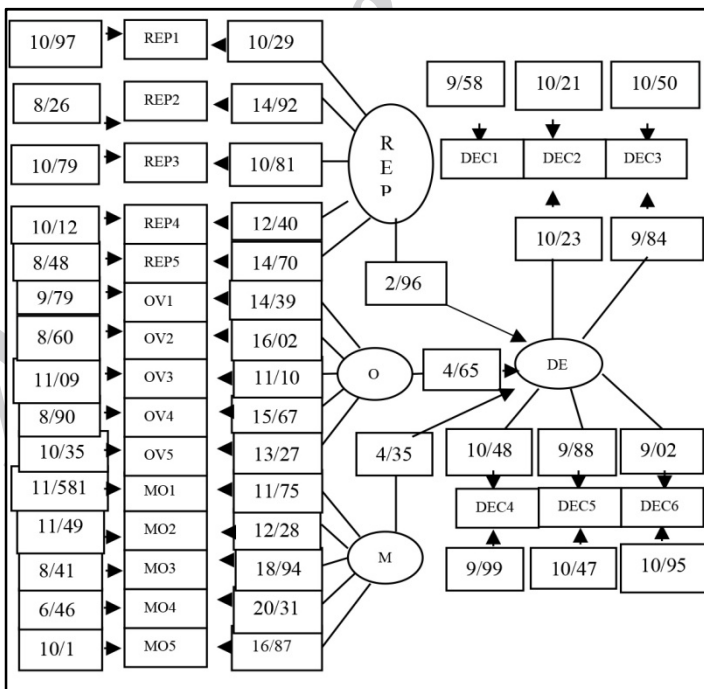 10/97 REP1 10/29
9/58 10/21 10/50
8/26 REP2 14/92
R
E
P
DEC1 DEC2 DEC3
10/79 REP3 10/81
10/12 REP4 12/40
10/23 9/84
8/48 REP5 14/70
2/96
9/79 OV1 14/39
8/60 OV2 16/02
11/09 OV3 11/10
O 4/65 DE
8/90 OV4 15/67
10/35 OV5 13/27
4/35 10/48 9/88 9/02
11/581 MO1 11/75
DEC4 DEC5 DEC6
11/49 MO2 12/28
M
8/41 MO3 18/94
9/99 10/47 10/95
6/46 MO4 20/31
10/1 MO5 16/87